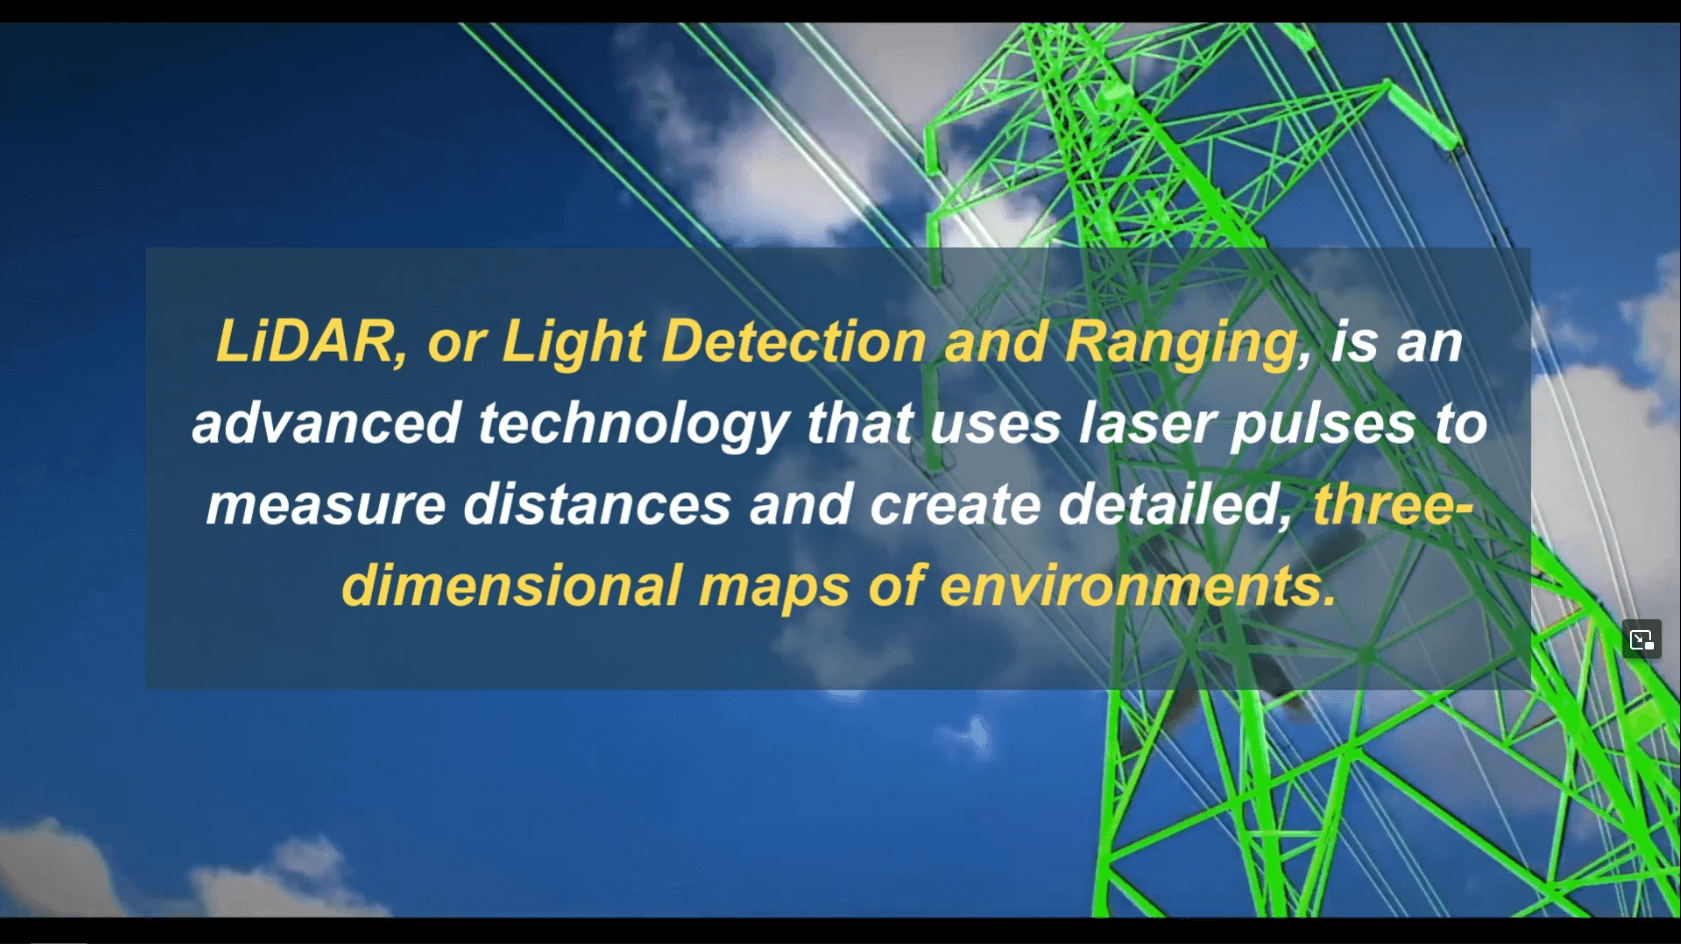 LiDAR, or Light Detection and Ranging, is an
advanced technology that uses laser pulses to
measure distances and create detailed, three-
dimensional maps of environments.